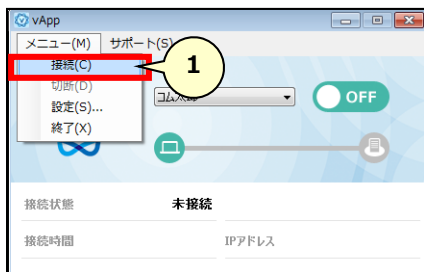 vApp
メニュー(M) サポート(S)
接続(C)
1
切断(D)
設定(S)...
終了(X)
OFF
接続状態 未接続
接続時間 IPアドレス